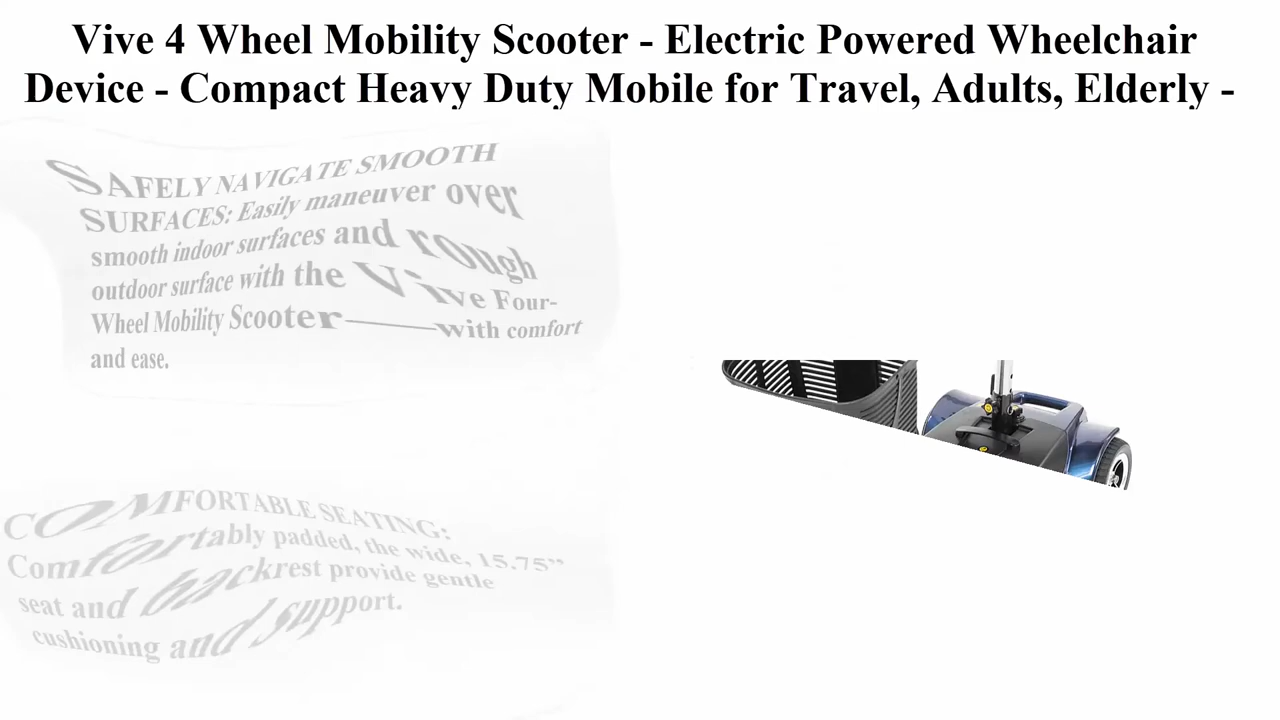 Vive 4 Wheel Mobility Scooter - Electric Powered Wheelchair
Device - Compact Heavy Duty Mobile for Travel, Adults, Elderly -
SAFELY NAVIGATE SMOOTH
SURFACES: Easily maneuver over
smooth indoor surfaces and rough
outdoor surface with the Vive Four-
Wheel Mobility Scooter———with comfort
and ease.
COMFORTABLE SEATING:
Comfortably padded, the wide, 15.75”
seat and backrest provide gentle
cushioning and support.